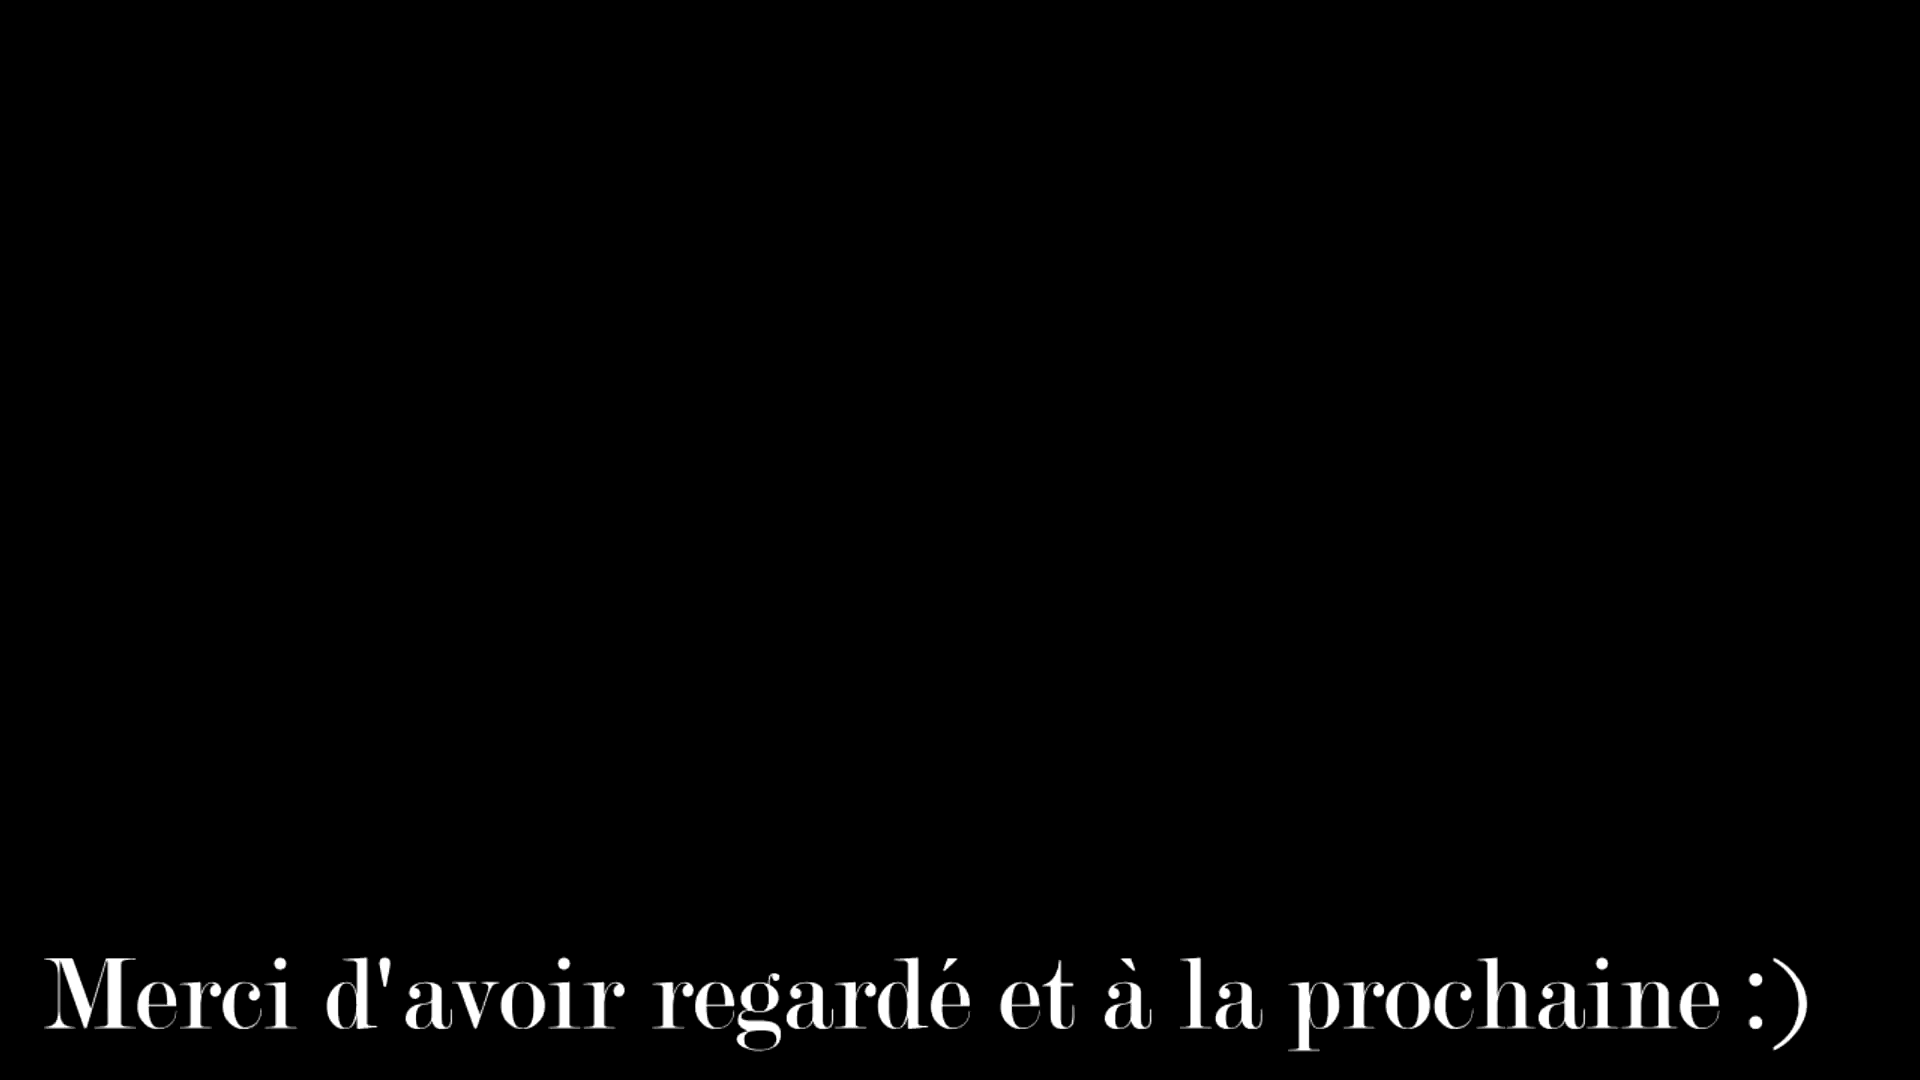 Merci d'avoir regardé et à la prochaine :)